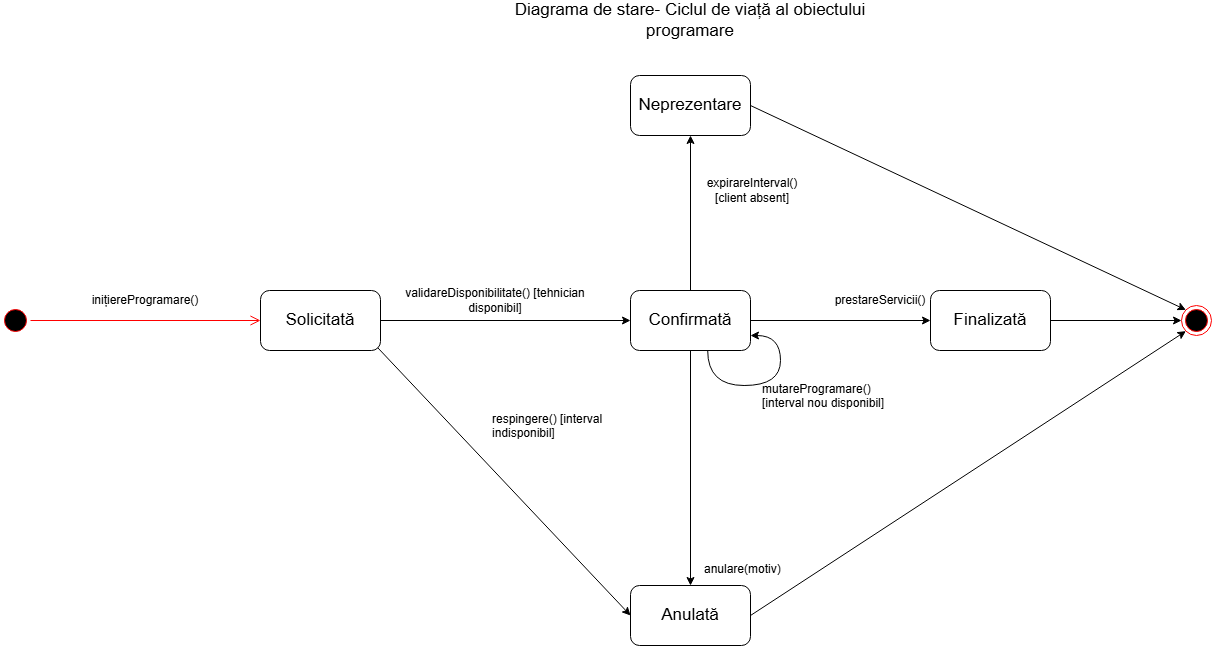 Diagrama de stare- Ciclul de viață al obiectului
programare
Neprezentare
expirareInterval()
[client absent]
inițiereProgramare()
Solicitată
validareDisponibilitate() [tehnician
disponibil]
Confirmată
prestareServicii()
Finalizată
mutareProgramare()
[interval nou disponibil]
respingere() [interval
indisponibil]
anulare(motiv)
Anulată